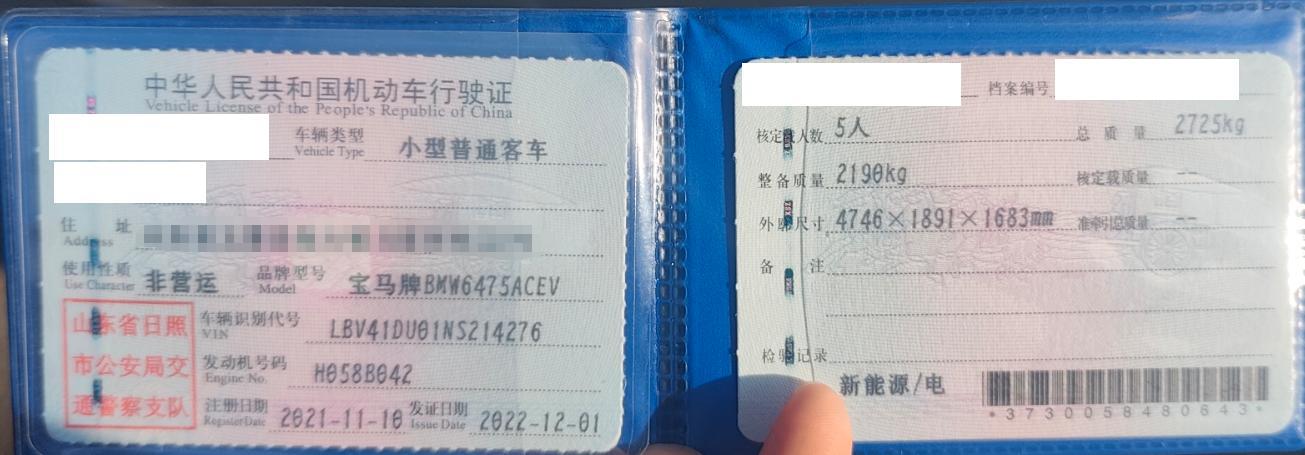 中华人民共和国机动车行驶证
Vehicle License of the People's Republic of China
车辆类型 小型普通客车
Vehicle Type
住址
Address
使用性质 非营运 品牌型号 宝马牌BMW6475ACEV
Use Character Model
山东省日照
市公安局交
通警察支队
车辆识别代号 LBV41DU01NS214276
VIN
发动机号码 H058B042
Engine No.
注册日期 2021-11-10 发证日期 2022-12-01
Register Date Issue Date
档案编号
核定载人数 5人 总质量 2725kg
整备质量 2190kg 核定载质量 --
外廓尺寸 4746×1891×1683mm 准牵引总质量 --
备注
检验记录
新能源/电
*3730058480643*